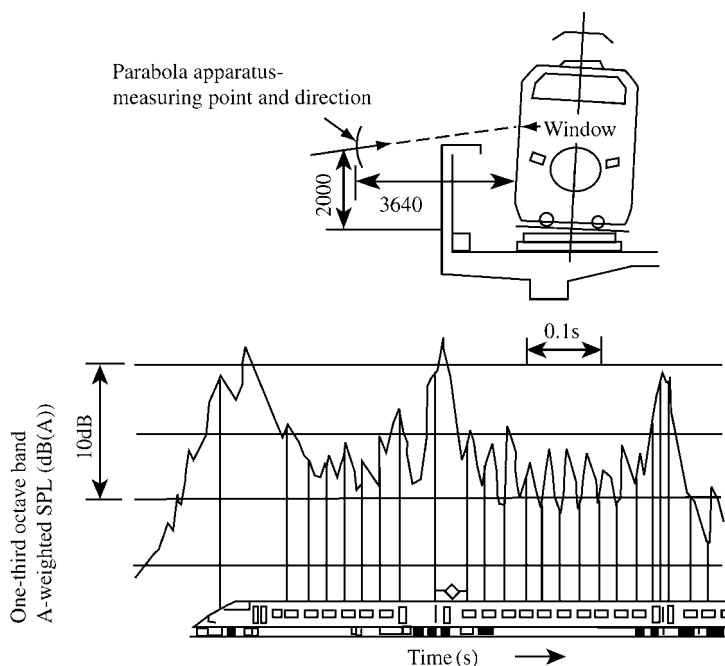 Parabola apparatus-
measuring point and direction
Window
2000
3640
0.1s
10dB
One-third octave band
A-weighted SPL (dB(A))
Time (s)